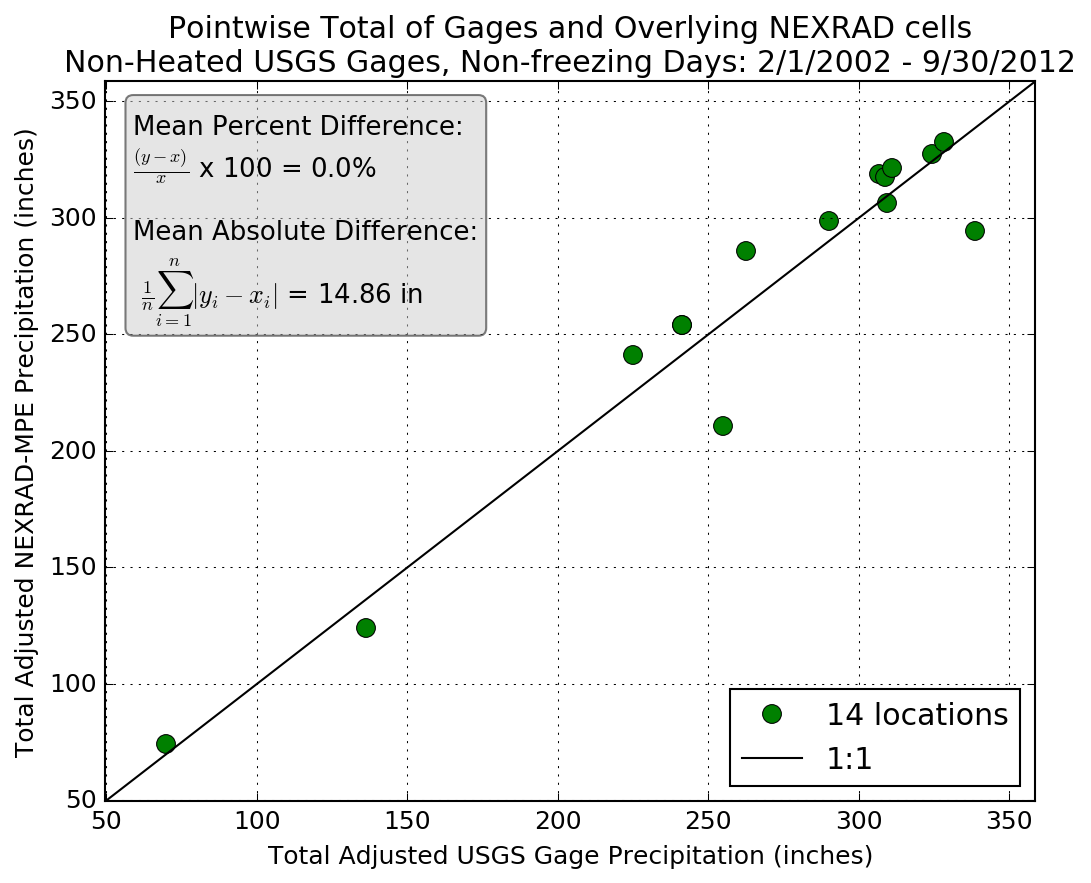 Pointwise Total of Gages and Overlying NEXRAD cells
Non-Heated USGS Gages, Non-freezing Days: 2/1/2002 - 9/30/2012
Total Adjusted NEXRAD-MPE Precipitation (inches)
350
300
250
200
150
100
50
Mean Percent Difference:
(y − x)/x x 100 = 0.0%
Mean Absolute Difference:
1/n ∑ i=1 n |y_i − x_i| = 14.86 in
14 locations
1:1
50 100 150 200 250 300 350
Total Adjusted USGS Gage Precipitation (inches)